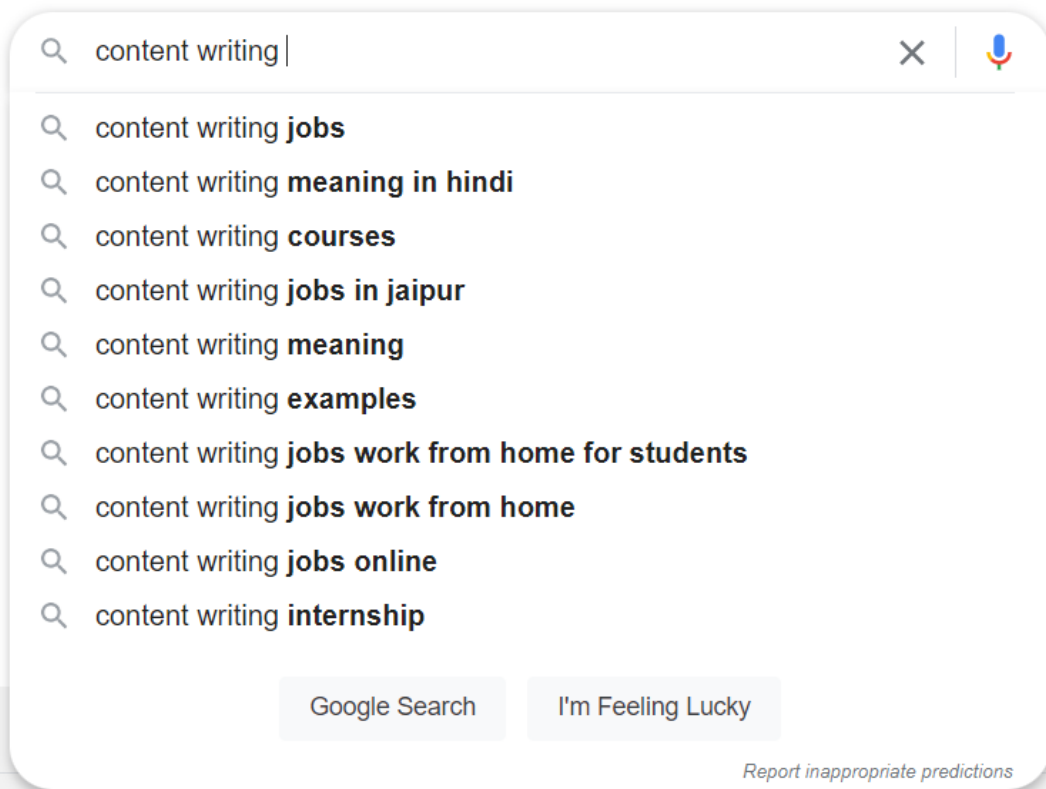 content writing
content writing jobs
content writing meaning in hindi
content writing courses
content writing jobs in jaipur
content writing meaning
content writing examples
content writing jobs work from home for students
content writing jobs work from home
content writing jobs online
content writing internship
Google Search I'm Feeling Lucky
Report inappropriate predictions